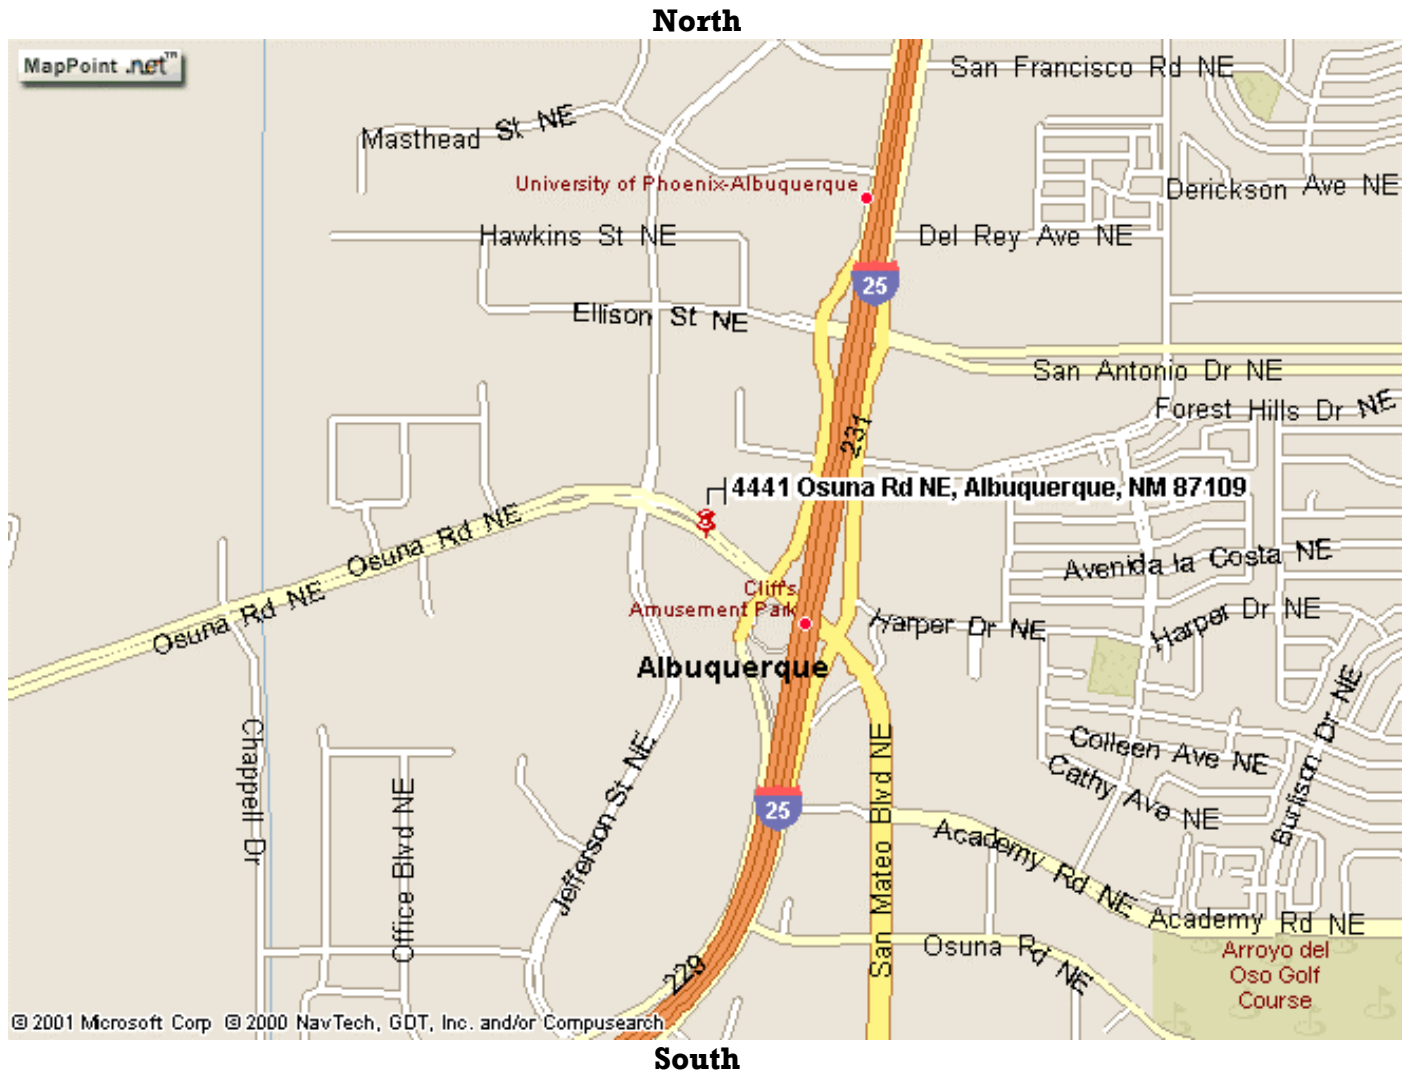 North
MapPoint .net™
San Francisco Rd NE
Masthead St NE
University of Phoenix-Albuquerque
Derickson Ave NE
Hawkins St NE
Del Rey Ave NE
25
Ellison St NE
San Antonio Dr NE
Forest Hills Dr NE
231
4441 Osuna Rd NE, Albuquerque, NM 87109
Osuna Rd NE
Avenida la Costa NE
Cliff's
Amusement Park
Osuna Rd NE
Harper Dr NE
Harper Dr NE
Albuquerque
Burlison Dr NE
Chappell Dr
Jefferson St NE
San Mateo Blvd NE
Colleen Ave NE
Cathy Ave NE
Office Blvd NE
25
Academy Rd NE
Academy Rd NE
Osuna Rd NE
Arroyo del
Oso Golf
Course
229
© 2001 Microsoft Corp © 2000 NavTech, GDT, Inc. and/or Compusearch
South